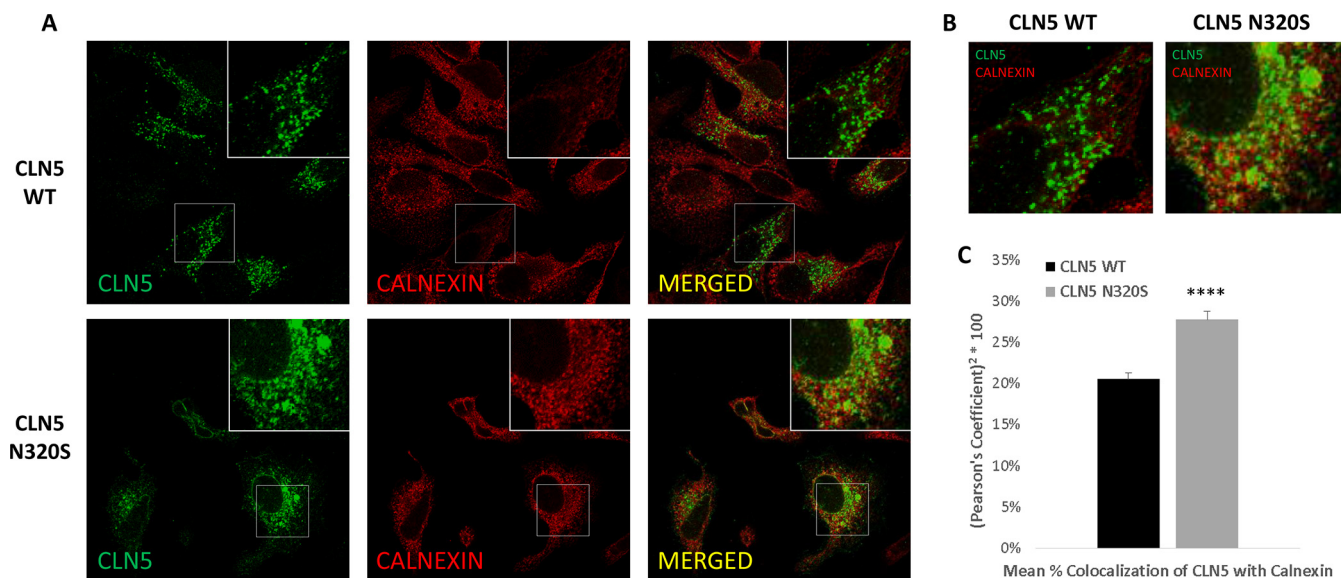 A
CLN5
WT
CLN5
CALNEXIN
MERGED
CLN5
N320S
CLN5
CALNEXIN
MERGED
B
CLN5 WT
CLN5 N320S
CLN5
CALNEXIN
CLN5
CALNEXIN
C
CLN5 WT
CLN5 N320S
****
(Pearson's Coefficient)² * 100
35%
30%
25%
20%
15%
10%
5%
0%
Mean % Colocalization of CLN5 with Calnexin